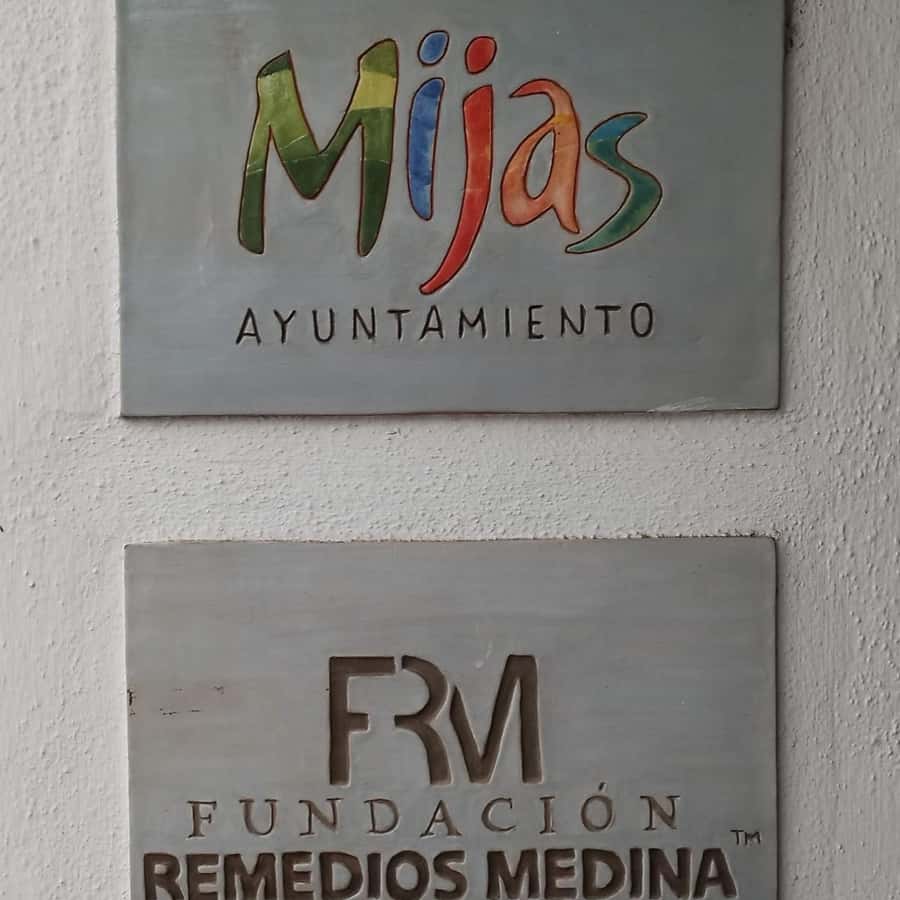 Mijas
AYUNTAMIENTO
FRM
FUNDACIÓN
REMEDIOS MEDINA™